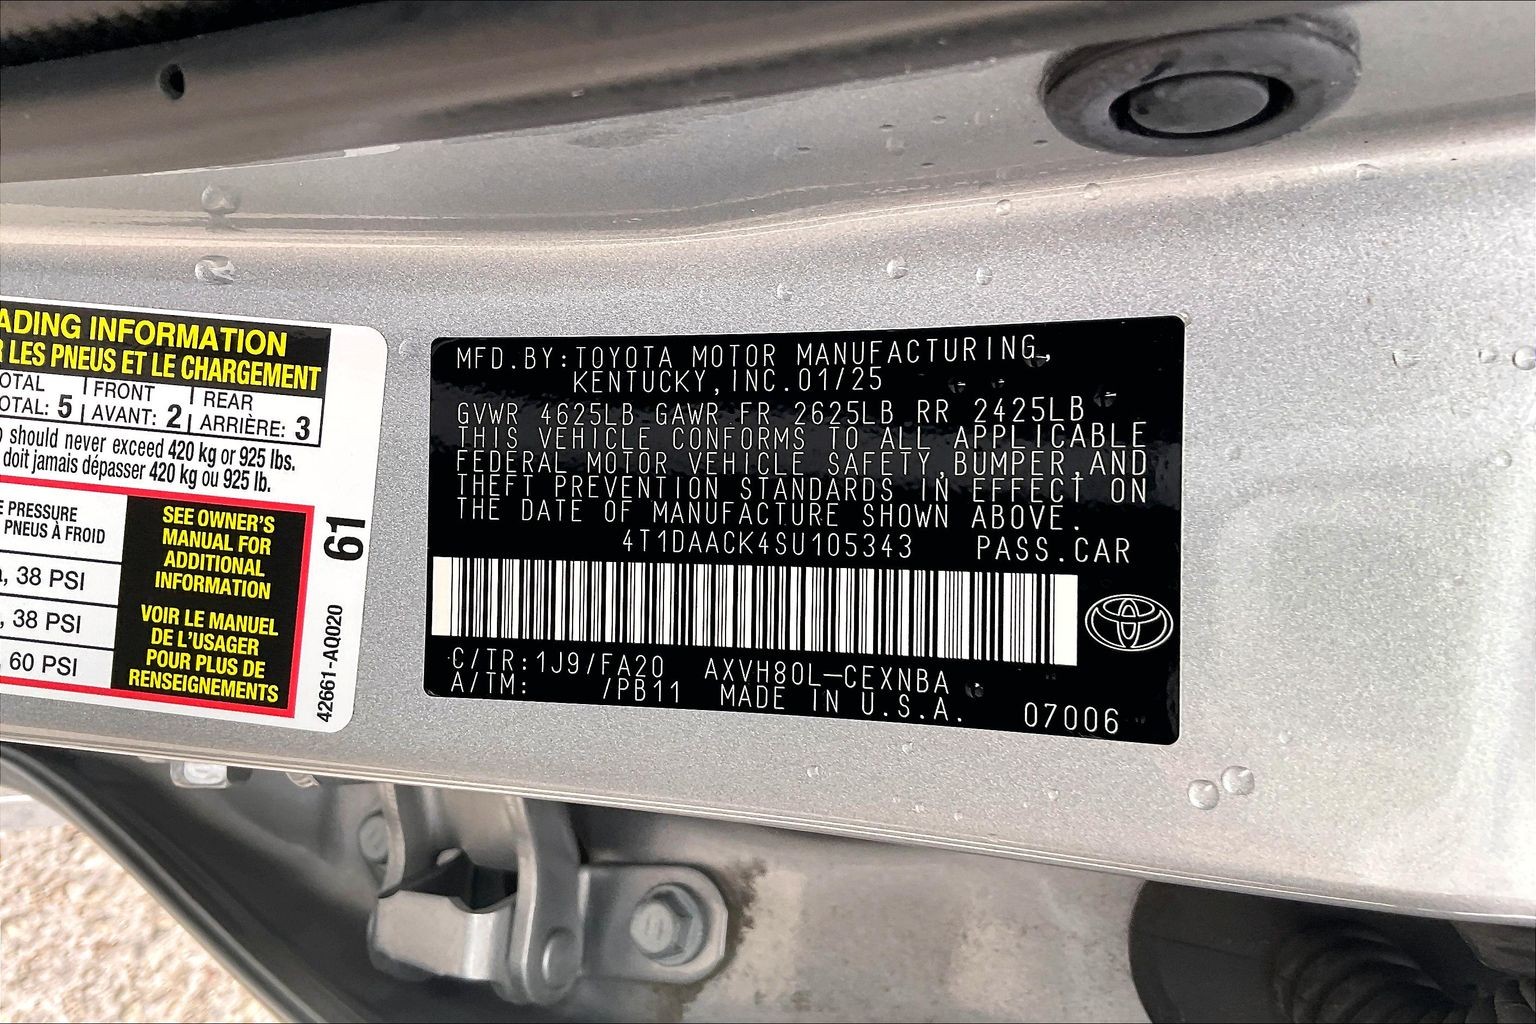 ADING INFORMATION
R LES PNEUS ET LE CHARGEMENT
OTAL FRONT REAR
OTAL: 5 AVANT: 2 ARRIÈRE: 3
should never exceed 420 kg or 925 lbs.
doit jamais dépasser 420 kg ou 925 lb.
E PRESSURE
PNEUS À FROID
, 38 PSI
, 38 PSI
, 60 PSI
SEE OWNER'S
MANUAL FOR
ADDITIONAL
INFORMATION
VOIR LE MANUEL
DE L'USAGER
POUR PLUS DE
RENSEIGNEMENTS
61
42661-AQ020
MFD.BY:TOYOTA MOTOR MANUFACTURING,
KENTUCKY,INC.01/25
GVWR 4625LB GAWR FR 2625LB RR 2425LB
THIS VEHICLE CONFORMS TO ALL APPLICABLE
FEDERAL MOTOR VEHICLE SAFETY,BUMPER,AND
THEFT PREVENTION STANDARDS IN EFFECT ON
THE DATE OF MANUFACTURE SHOWN ABOVE.
4T1DAACK4SU105343 PASS.CAR
C/TR:1J9/FA20 AXVH80L-CEXNBA
A/TM: /PB11 MADE IN U.S.A. 07006